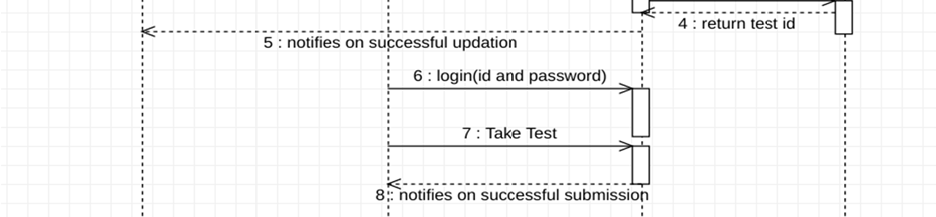 4 : return test id
5 : notifies on successful updation
6 : login(id and password)
7 : Take Test
8 : notifies on successful submission